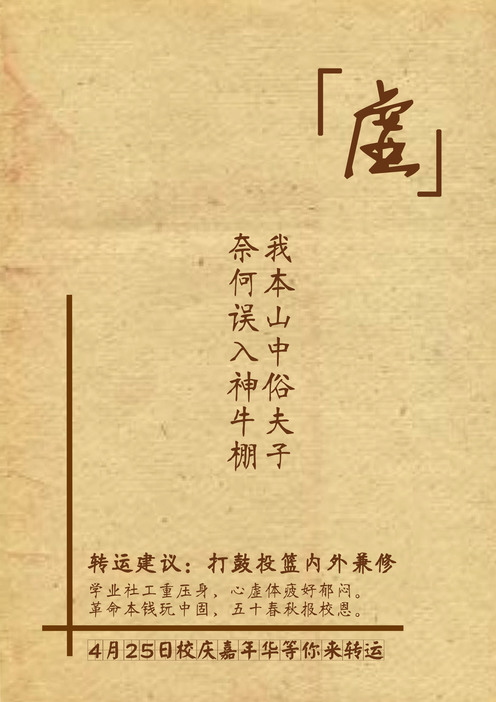 「虚」
我本山中俗夫子
奈何误入神牛棚
转运建议：打鼓投篮内外兼修
学业社工重压身，心虚体疲好郁闷。
革命本钱玩中固，五十春秋报校恩。
4月25日校庆嘉年华等你来转运